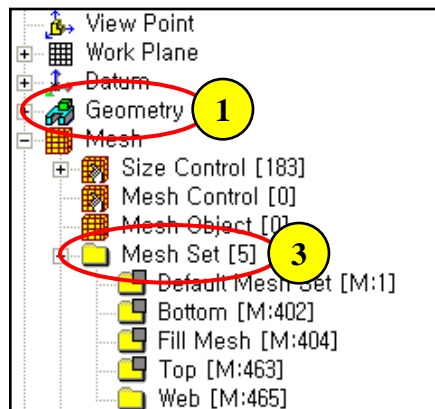 View Point
Work Plane
Datum
Geometry 1
Mesh
Size Control [183]
Mesh Control [0]
Mesh Object [0]
Mesh Set [5] 3
Default Mesh Set [M:1]
Bottom [M:402]
Fill Mesh [M:404]
Top [M:463]
Web [M:465]